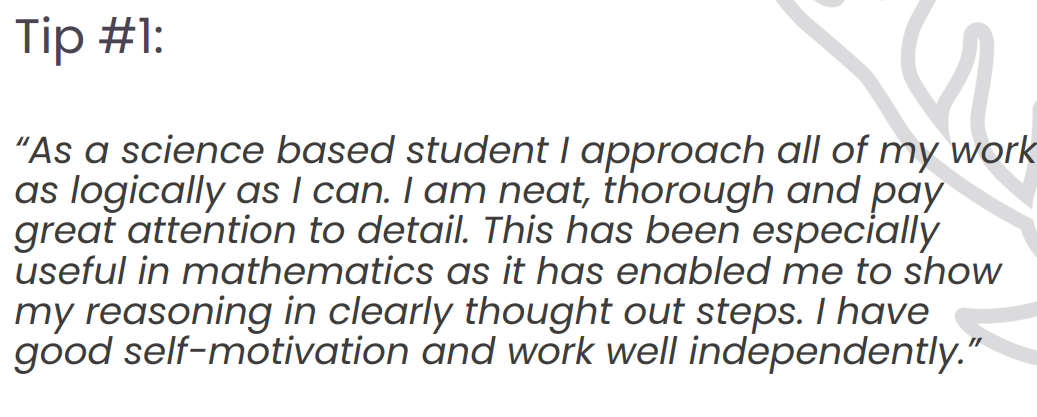 Tip #1:
“As a science based student I approach all of my work
as logically as I can. I am neat, thorough and pay
great attention to detail. This has been especially
useful in mathematics as it has enabled me to show
my reasoning in clearly thought out steps. I have
good self-motivation and work well independently.”